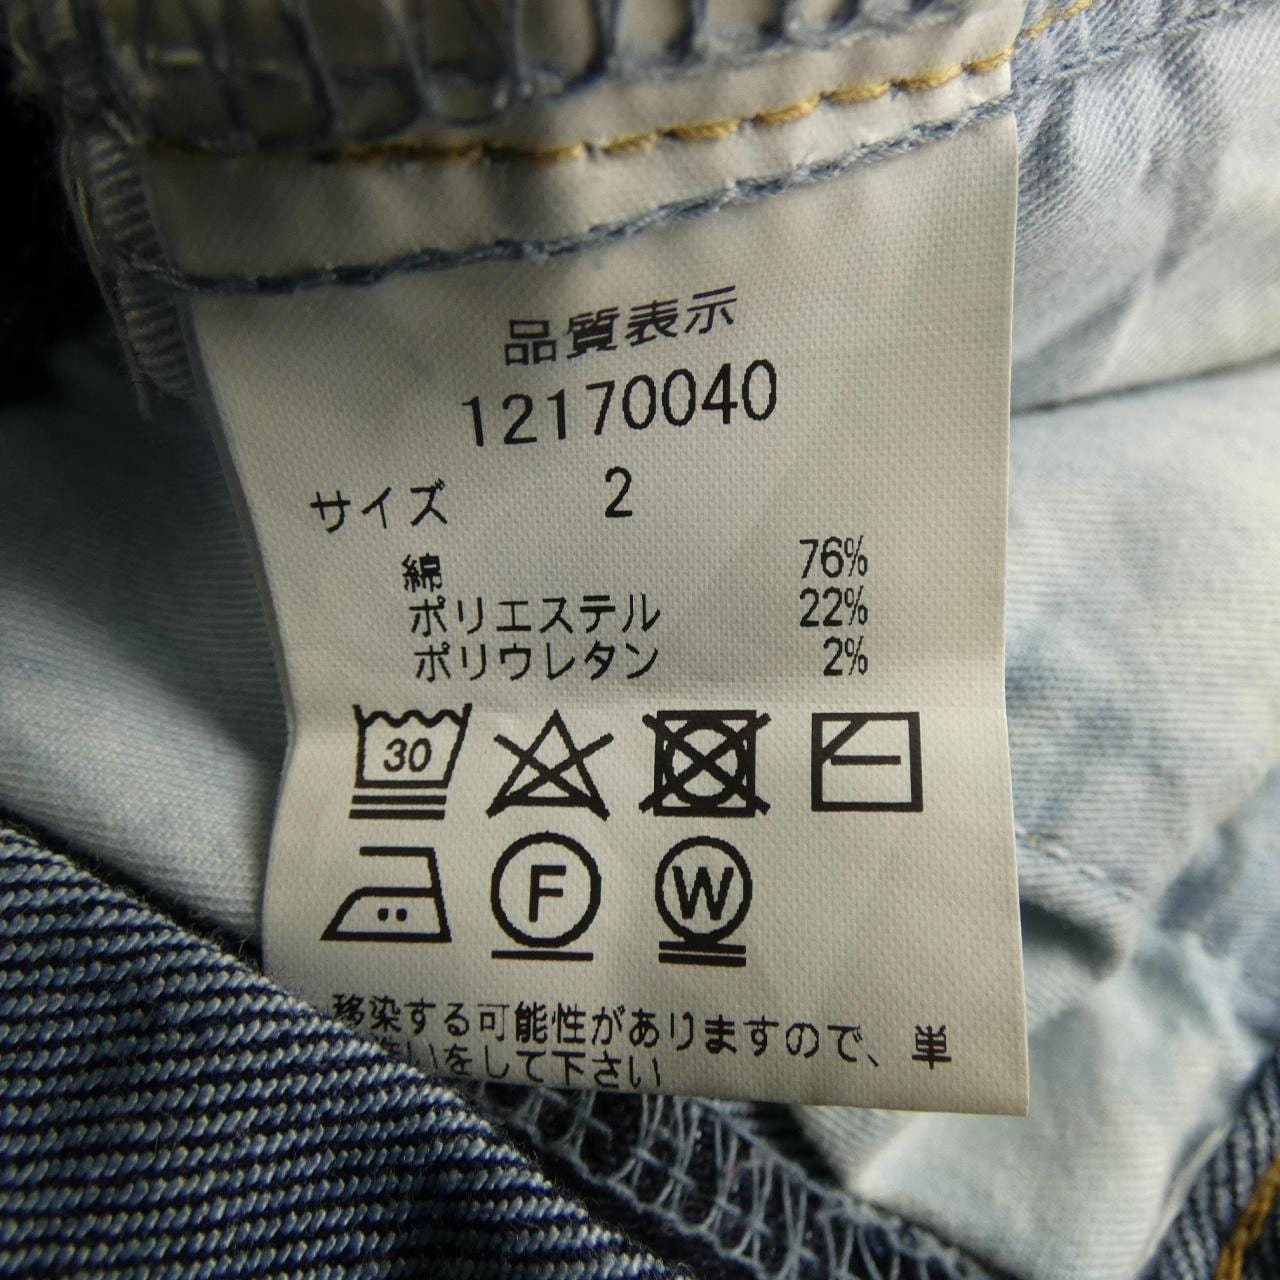 品質表示
12170040
サイズ 2
綿 76%
ポリエステル 22%
ポリウレタン 2%
30
F W
移染する可能性がありますので、単
洗いをして下さい